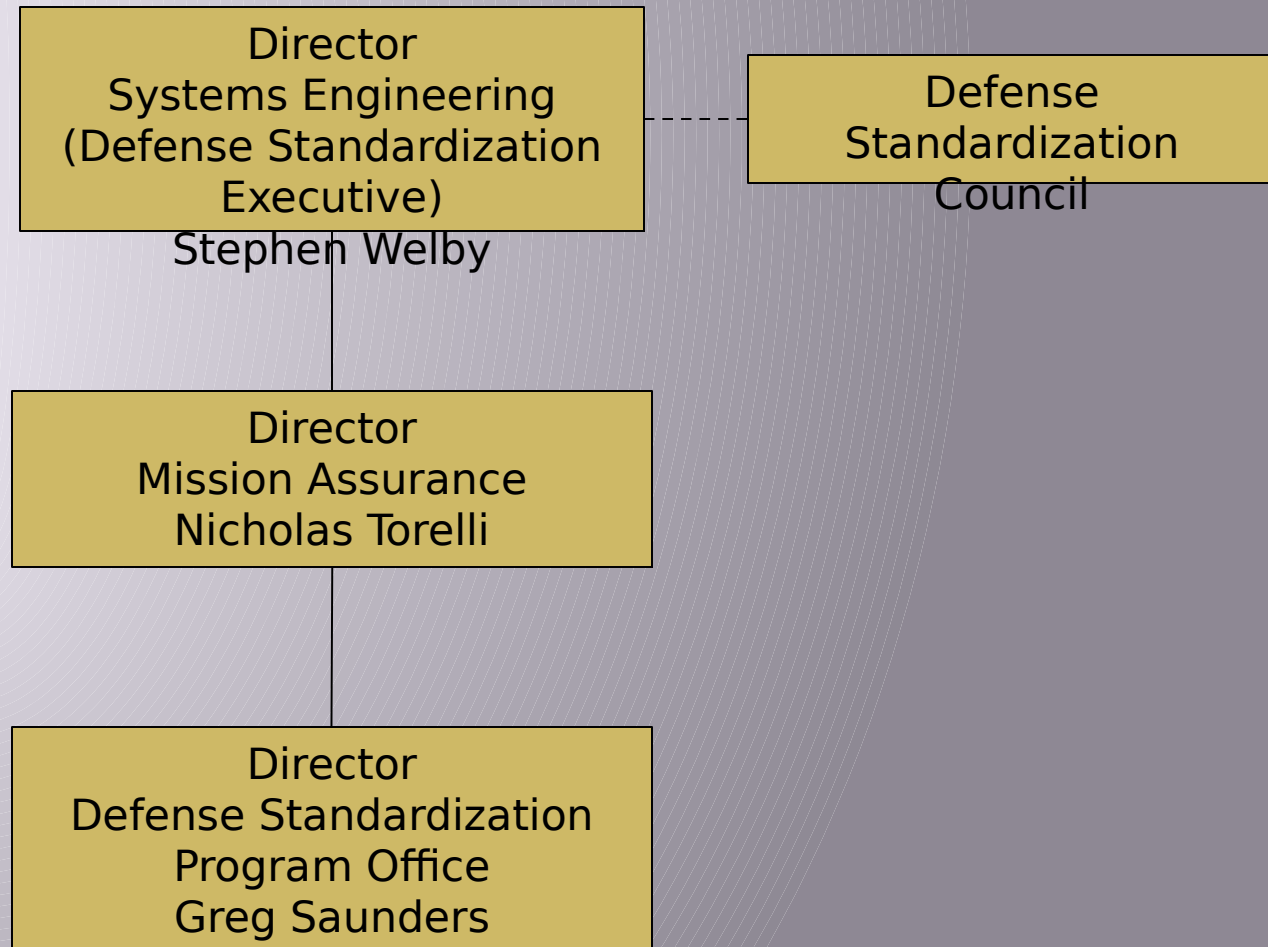 Director
Systems Engineering
(Defense Standardization
Executive)
Stephen Welby
Defense
Standardization
Council
Director
Mission Assurance
Nicholas Torelli
Director
Defense Standardization
Program Office
Greg Saunders